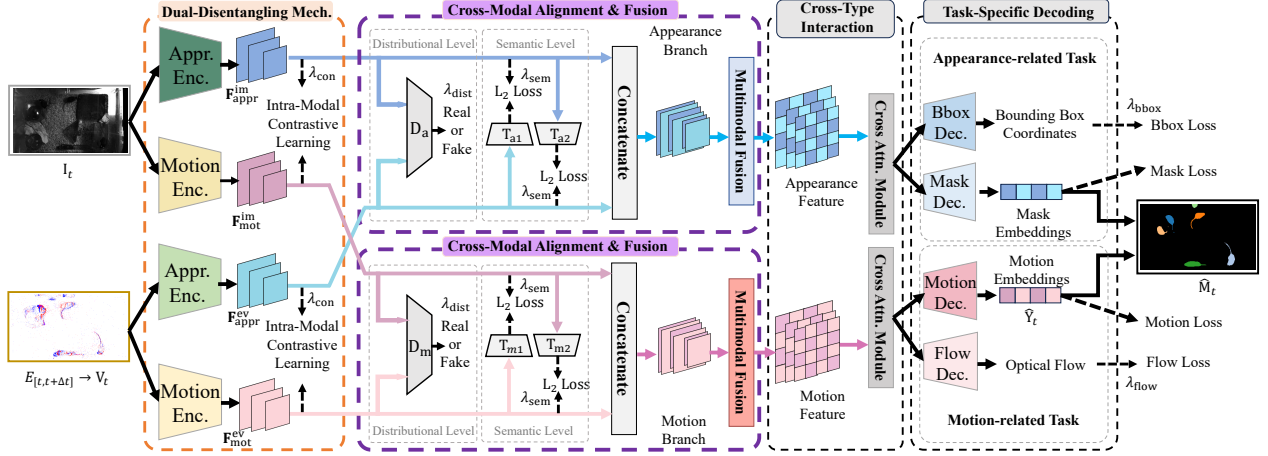 Dual-Disentangling Mech.
Appr.
Enc.
F^im_appr
λ_con
Intra-Modal
Contrastive
Learning
I_t
Motion
Enc.
F^im_mot
Appr.
Enc.
F^ev_appr
λ_con
Intra-Modal
Contrastive
Learning
E_[t,t+Δt] → V_t
Motion
Enc.
F^ev_mot
Cross-Modal Alignment & Fusion
Distributional Level
Semantic Level
D_a
λ_dist
Real
or
Fake
λ_sem
L_2 Loss
T_a1
T_a2
L_2 Loss
λ_sem
Concatenate
Appearance
Branch
Multimodal Fusion
Cross-Modal Alignment & Fusion
D_m
λ_dist
Real
or
Fake
λ_sem
L_2 Loss
T_m1
T_m2
L_2 Loss
λ_sem
Distributional Level
Semantic Level
Concatenate
Multimodal Fusion
Motion
Branch
Cross-Type
Interaction
Appearance
Feature
Cross Attn. Module
Motion
Feature
Cross Attn. Module
Task-Specific Decoding
Appearance-related Task
Bbox
Dec.
Bounding Box
Coordinates
λ_bbox
Bbox Loss
Mask
Dec.
Mask
Embeddings
Mask Loss
M̂_t
Motion
Dec.
Motion
Embeddings
Ŷ_t
Motion Loss
Flow
Dec.
Optical Flow
Flow Loss
λ_flow
Motion-related Task